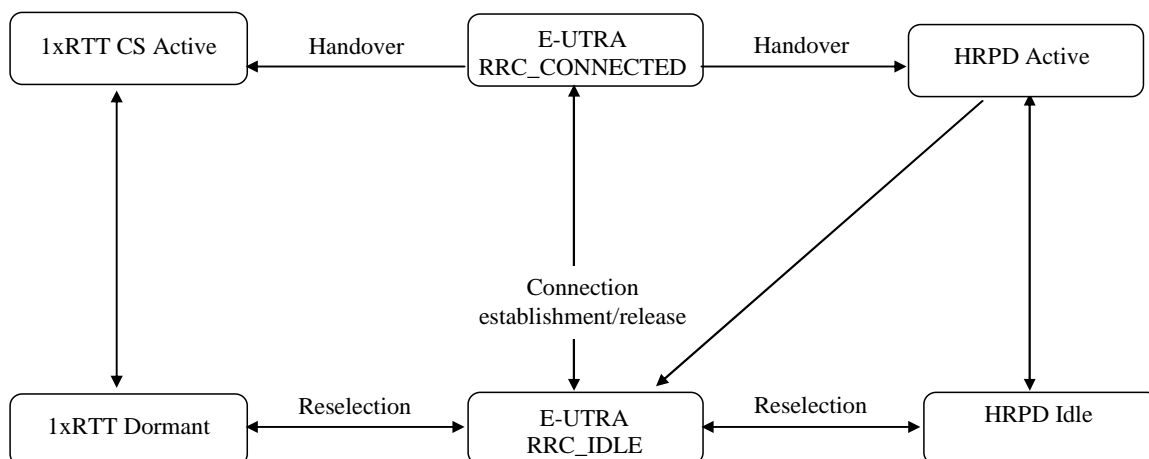 1xRTT CS Active
Handover
E-UTRA
RRC_CONNECTED
Handover
HRPD Active
Connection
establishment/release
1xRTT Dormant
Reselection
E-UTRA
RRC_IDLE
Reselection
HRPD Idle